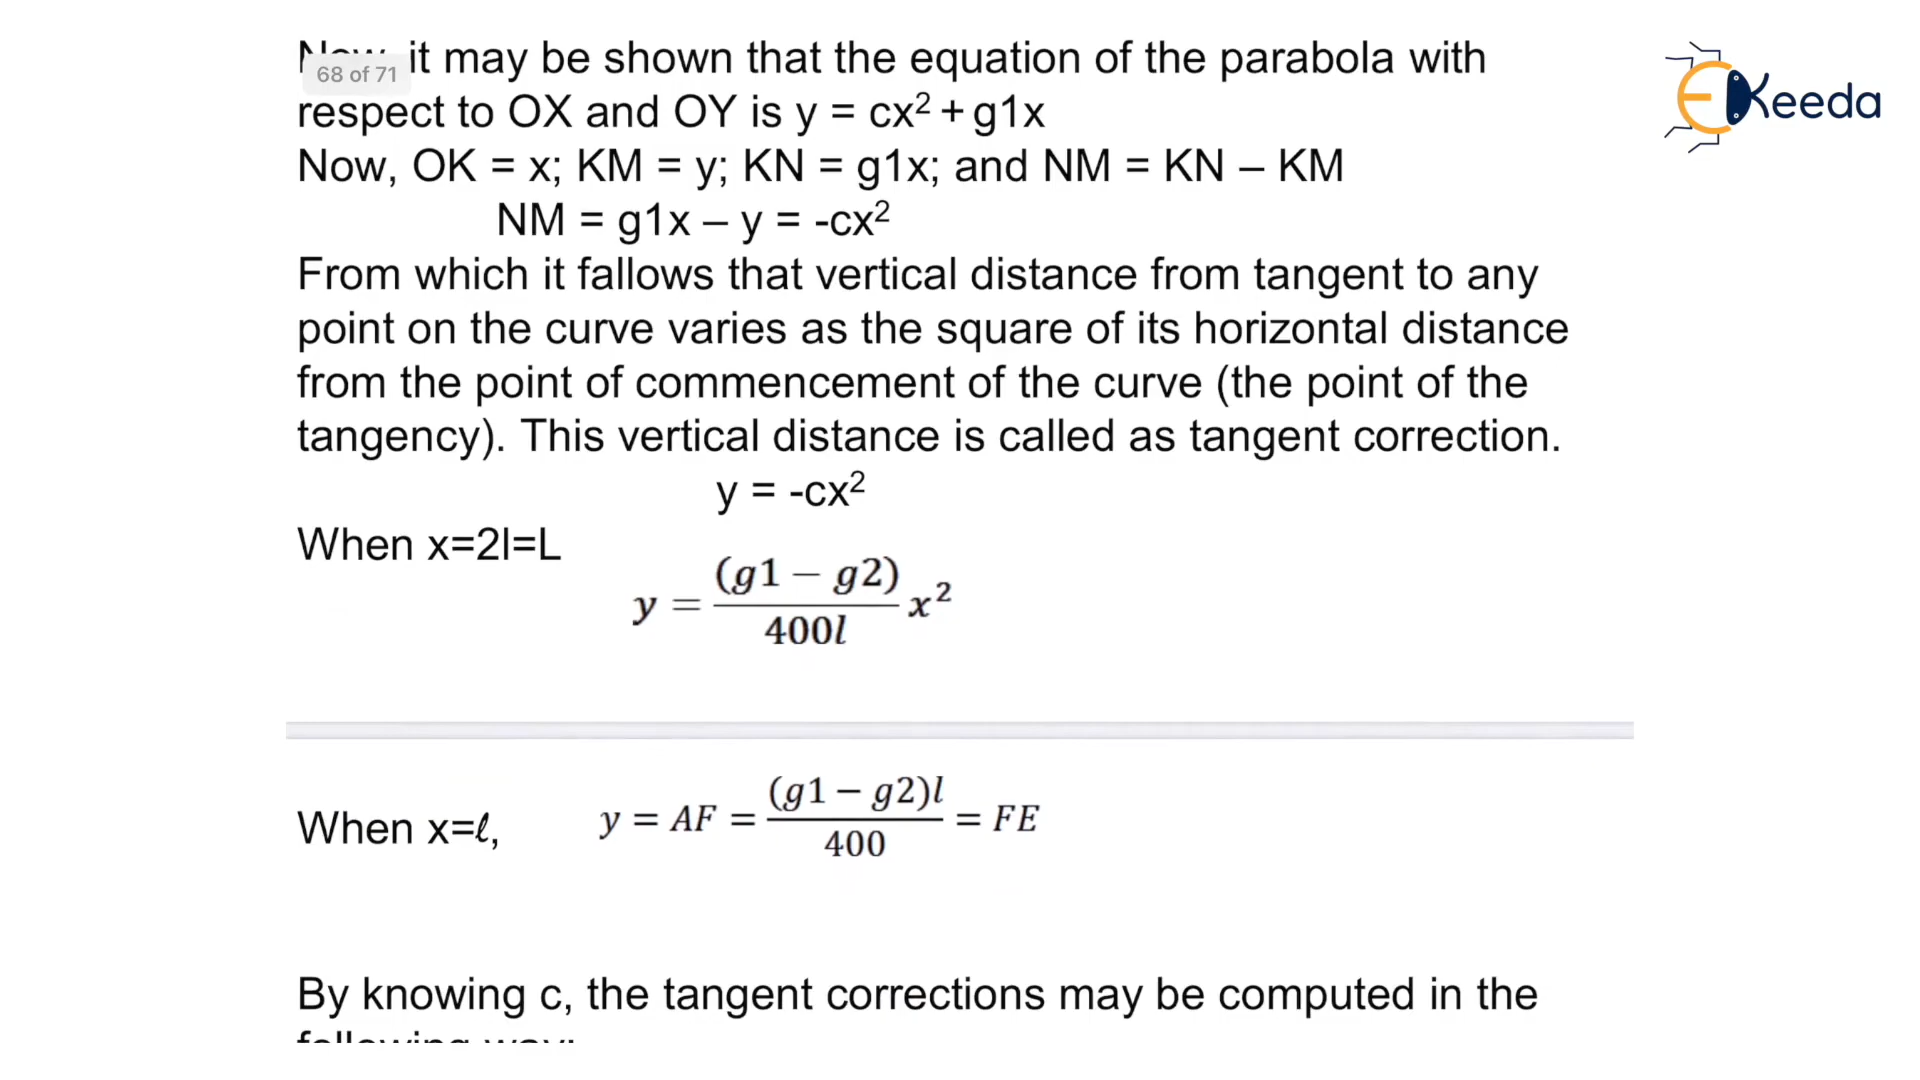 68 of 71
it may be shown that the equation of the parabola with
respect to OX and OY is y = cx² + g1x
Now, OK = x; KM = y; KN = g1x; and NM = KN – KM
NM = g1x – y = -cx²
From which it fallows that vertical distance from tangent to any
point on the curve varies as the square of its horizontal distance
from the point of commencement of the curve (the point of the
tangency). This vertical distance is called as tangent correction.
y = -cx²
When x=2l=L
y = (g1 − g2)/400l x²
When x=ℓ, y = AF = (g1 − g2)l/400 = FE
By knowing c, the tangent corrections may be computed in the
EKeeda